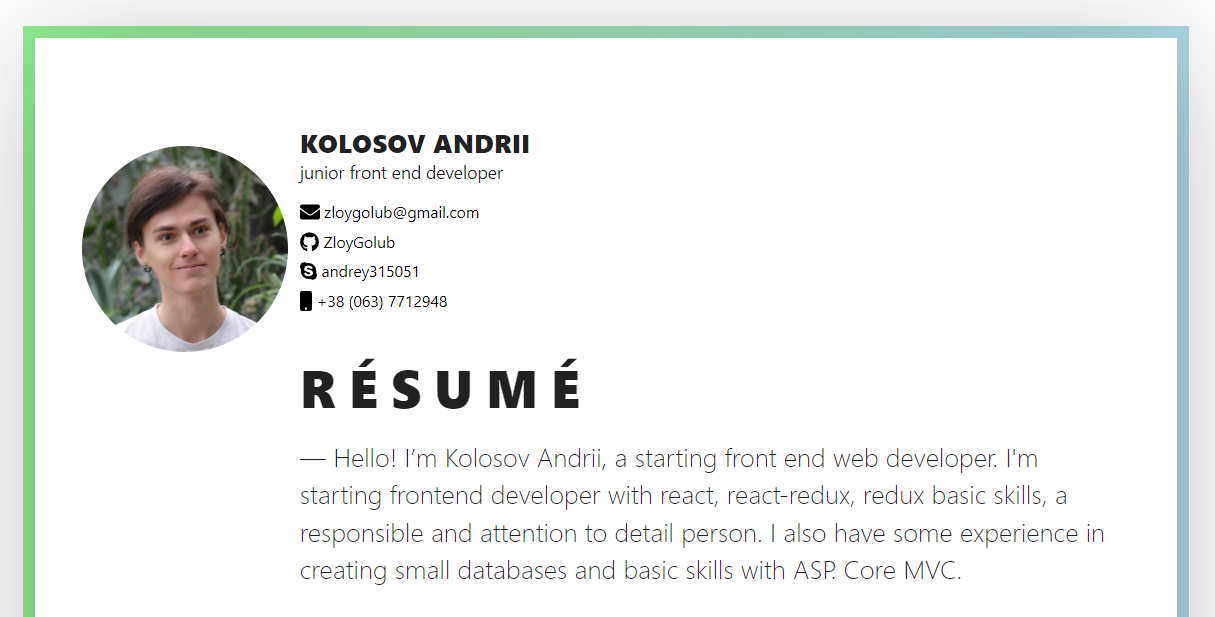 KOLOSOV ANDRII
junior front end developer
zloygolub@gmail.com
ZloyGolub
andrey315051
+38 (063) 7712948
RÉSUMÉ
— Hello! I’m Kolosov Andrii, a starting front end web developer. I'm
starting frontend developer with react, react-redux, redux basic skills, a
responsible and attention to detail person. I also have some experience in
creating small databases and basic skills with ASP. Core MVC.